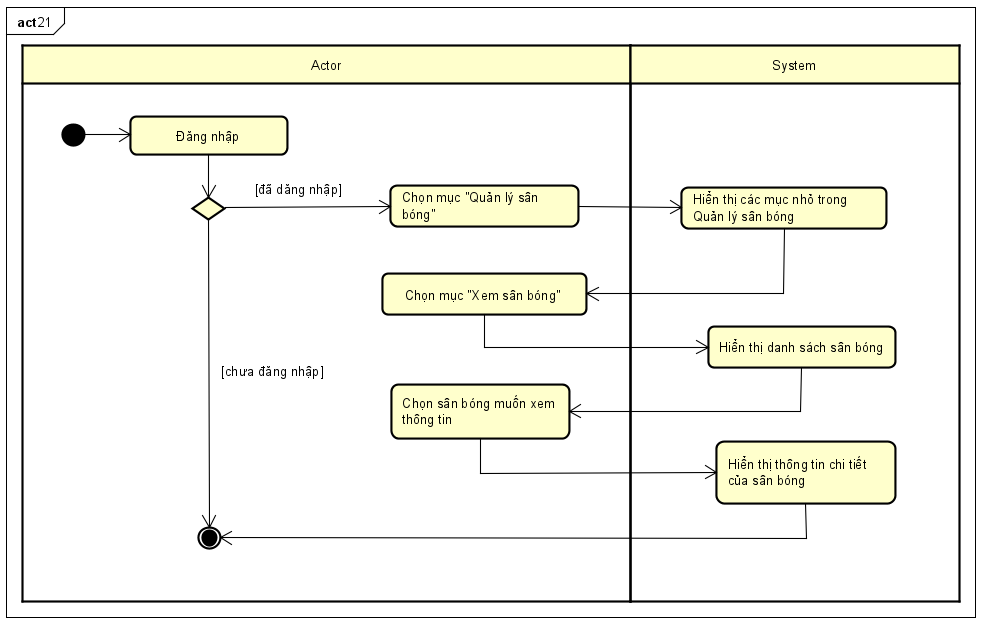 act21
Actor
System
Đăng nhập
[đã dăng nhập]
Chọn mục "Quản lý sân
bóng"
Hiển thị các mục nhỏ trong
Quản lý sân bóng
Chọn mục "Xem sân bóng"
Hiển thị danh sách sân bóng
[chưa đăng nhập]
Chọn sân bóng muốn xem
thông tin
Hiển thị thông tin chi tiết
của sân bóng